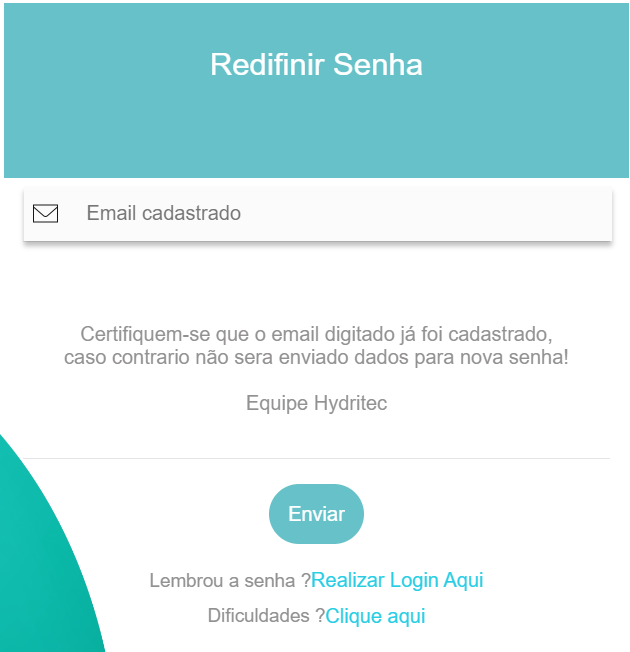 Redifinir Senha
Email cadastrado
Certifiquem-se que o email digitado já foi cadastrado,
caso contrario não sera enviado dados para nova senha!
Equipe Hydritec
Enviar
Lembrou a senha ?Realizar Login Aqui
Dificuldades ?Clique aqui